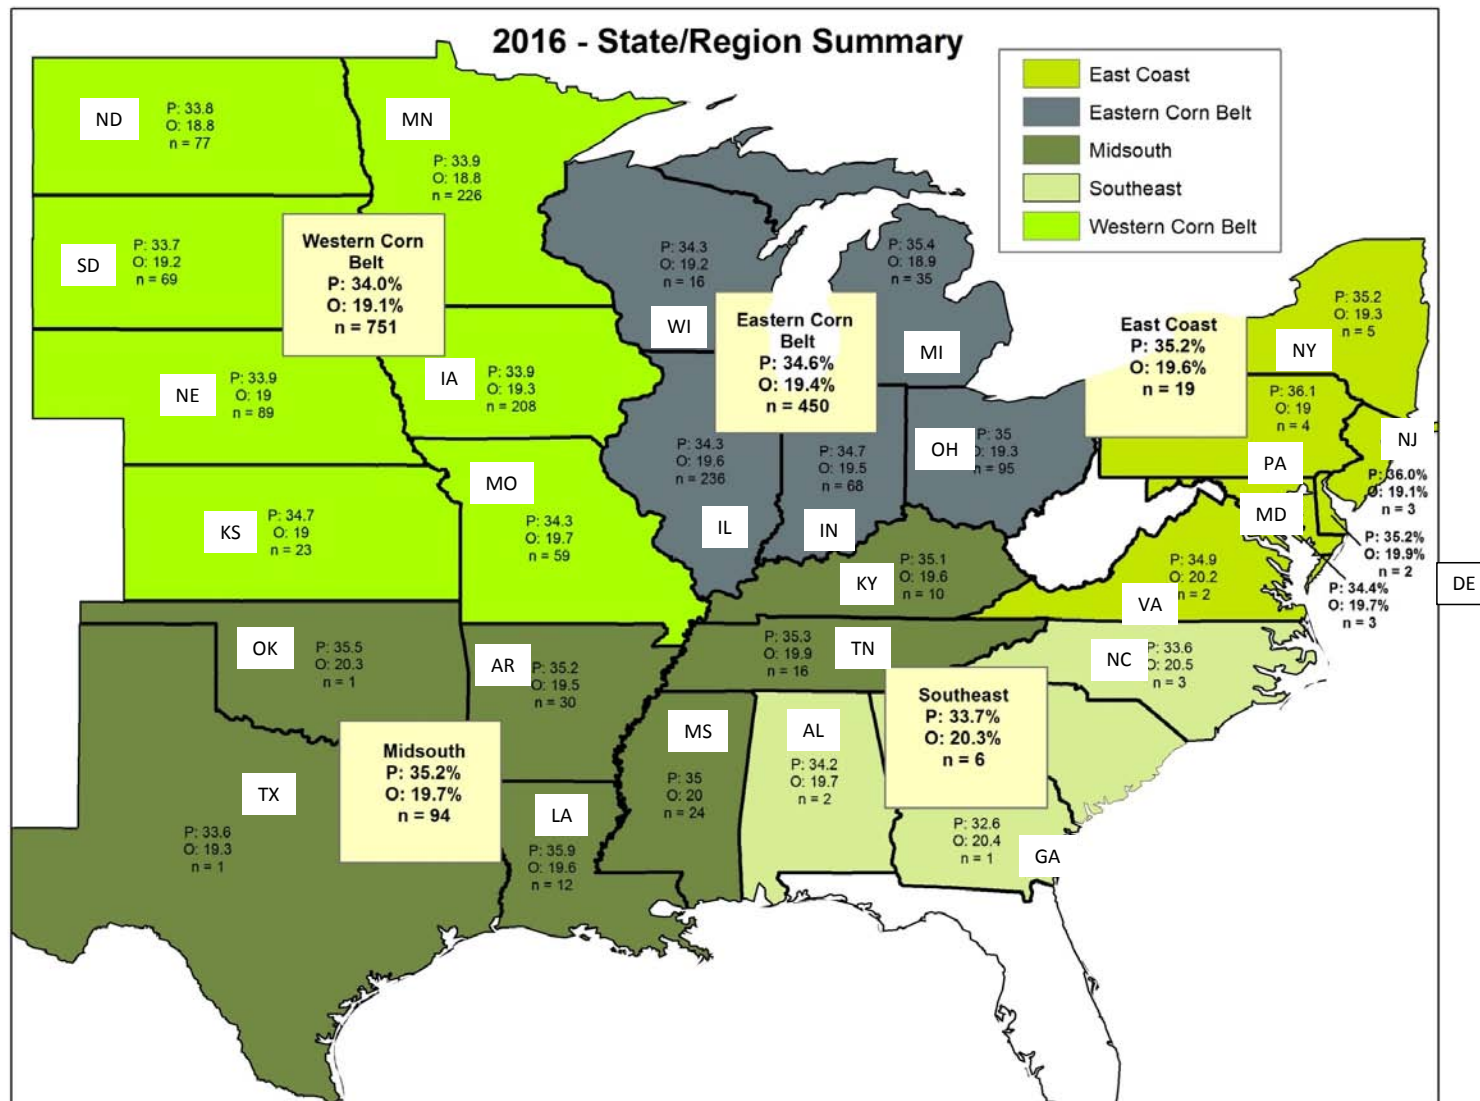 2016 - State/Region Summary
East Coast
Eastern Corn Belt
Midsouth
Southeast
Western Corn Belt
ND
P: 33.8
O: 18.8
n = 77
MN
P: 33.9
O: 18.8
n = 226
SD
P: 33.7
O: 19.2
n = 69
Western Corn
Belt
P: 34.0%
O: 19.1%
n = 751
P: 34.3
O: 19.2
n = 16
WI
P: 35.4
O: 18.9
n = 35
MI
Eastern Corn
Belt
P: 34.6%
O: 19.4%
n = 450
East Coast
P: 35.2%
O: 19.6%
n = 19
P: 35.2
O: 19.3
n = 5
NY
NE
P: 33.9
O: 19
n = 89
IA
P: 33.9
O: 19.3
n = 208
P: 36.1
O: 19
n = 4
PA
NJ
P: 36.0%
O: 19.1%
n = 3
P: 34.3
O: 19.6
n = 236
IL
P: 34.7
O: 19.5
n = 68
IN
OH
P: 35
O: 19.3
n = 95
MO
P: 34.3
O: 19.7
n = 59
KS
P: 34.7
O: 19
n = 23
MD
P: 35.2%
O: 19.9%
n = 2
DE
P: 34.4%
O: 19.7%
n = 3
P: 34.9
O: 20.2
n = 2
VA
KY
P: 35.1
O: 19.6
n = 10
OK
P: 35.5
O: 20.3
n = 1
AR
P: 35.2
O: 19.5
n = 30
P: 35.3
O: 19.9
n = 16
TN
NC
P: 33.6
O: 20.5
n = 3
Southeast
P: 33.7%
O: 20.3%
n = 6
Midsouth
P: 35.2%
O: 19.7%
n = 94
MS
P: 35
O: 20
n = 24
AL
P: 34.2
O: 19.7
n = 2
TX
P: 33.6
O: 19.3
n = 1
LA
P: 35.9
O: 19.6
n = 12
P: 32.6
O: 20.4
n = 1
GA